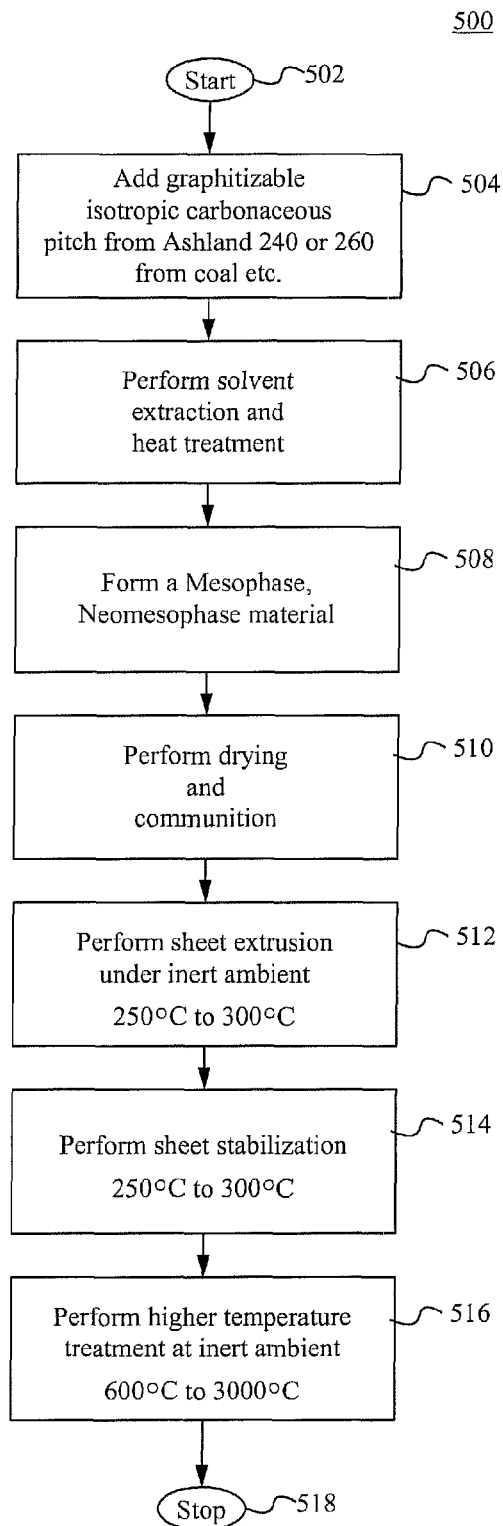 500
Start
502
Add graphitizable
isotropic carbonaceous
pitch from Ashland 240 or 260
from coal etc.
504
Perform solvent
extraction and
heat treatment
506
Form a Mesophase,
Neomesophase material
508
Perform drying
and
communition
510
Perform sheet extrusion
under inert ambient
250°C to 300°C
512
Perform sheet stabilization
250°C to 300°C
514
Perform higher temperature
treatment at inert ambient
600°C to 3000°C
516
Stop
518